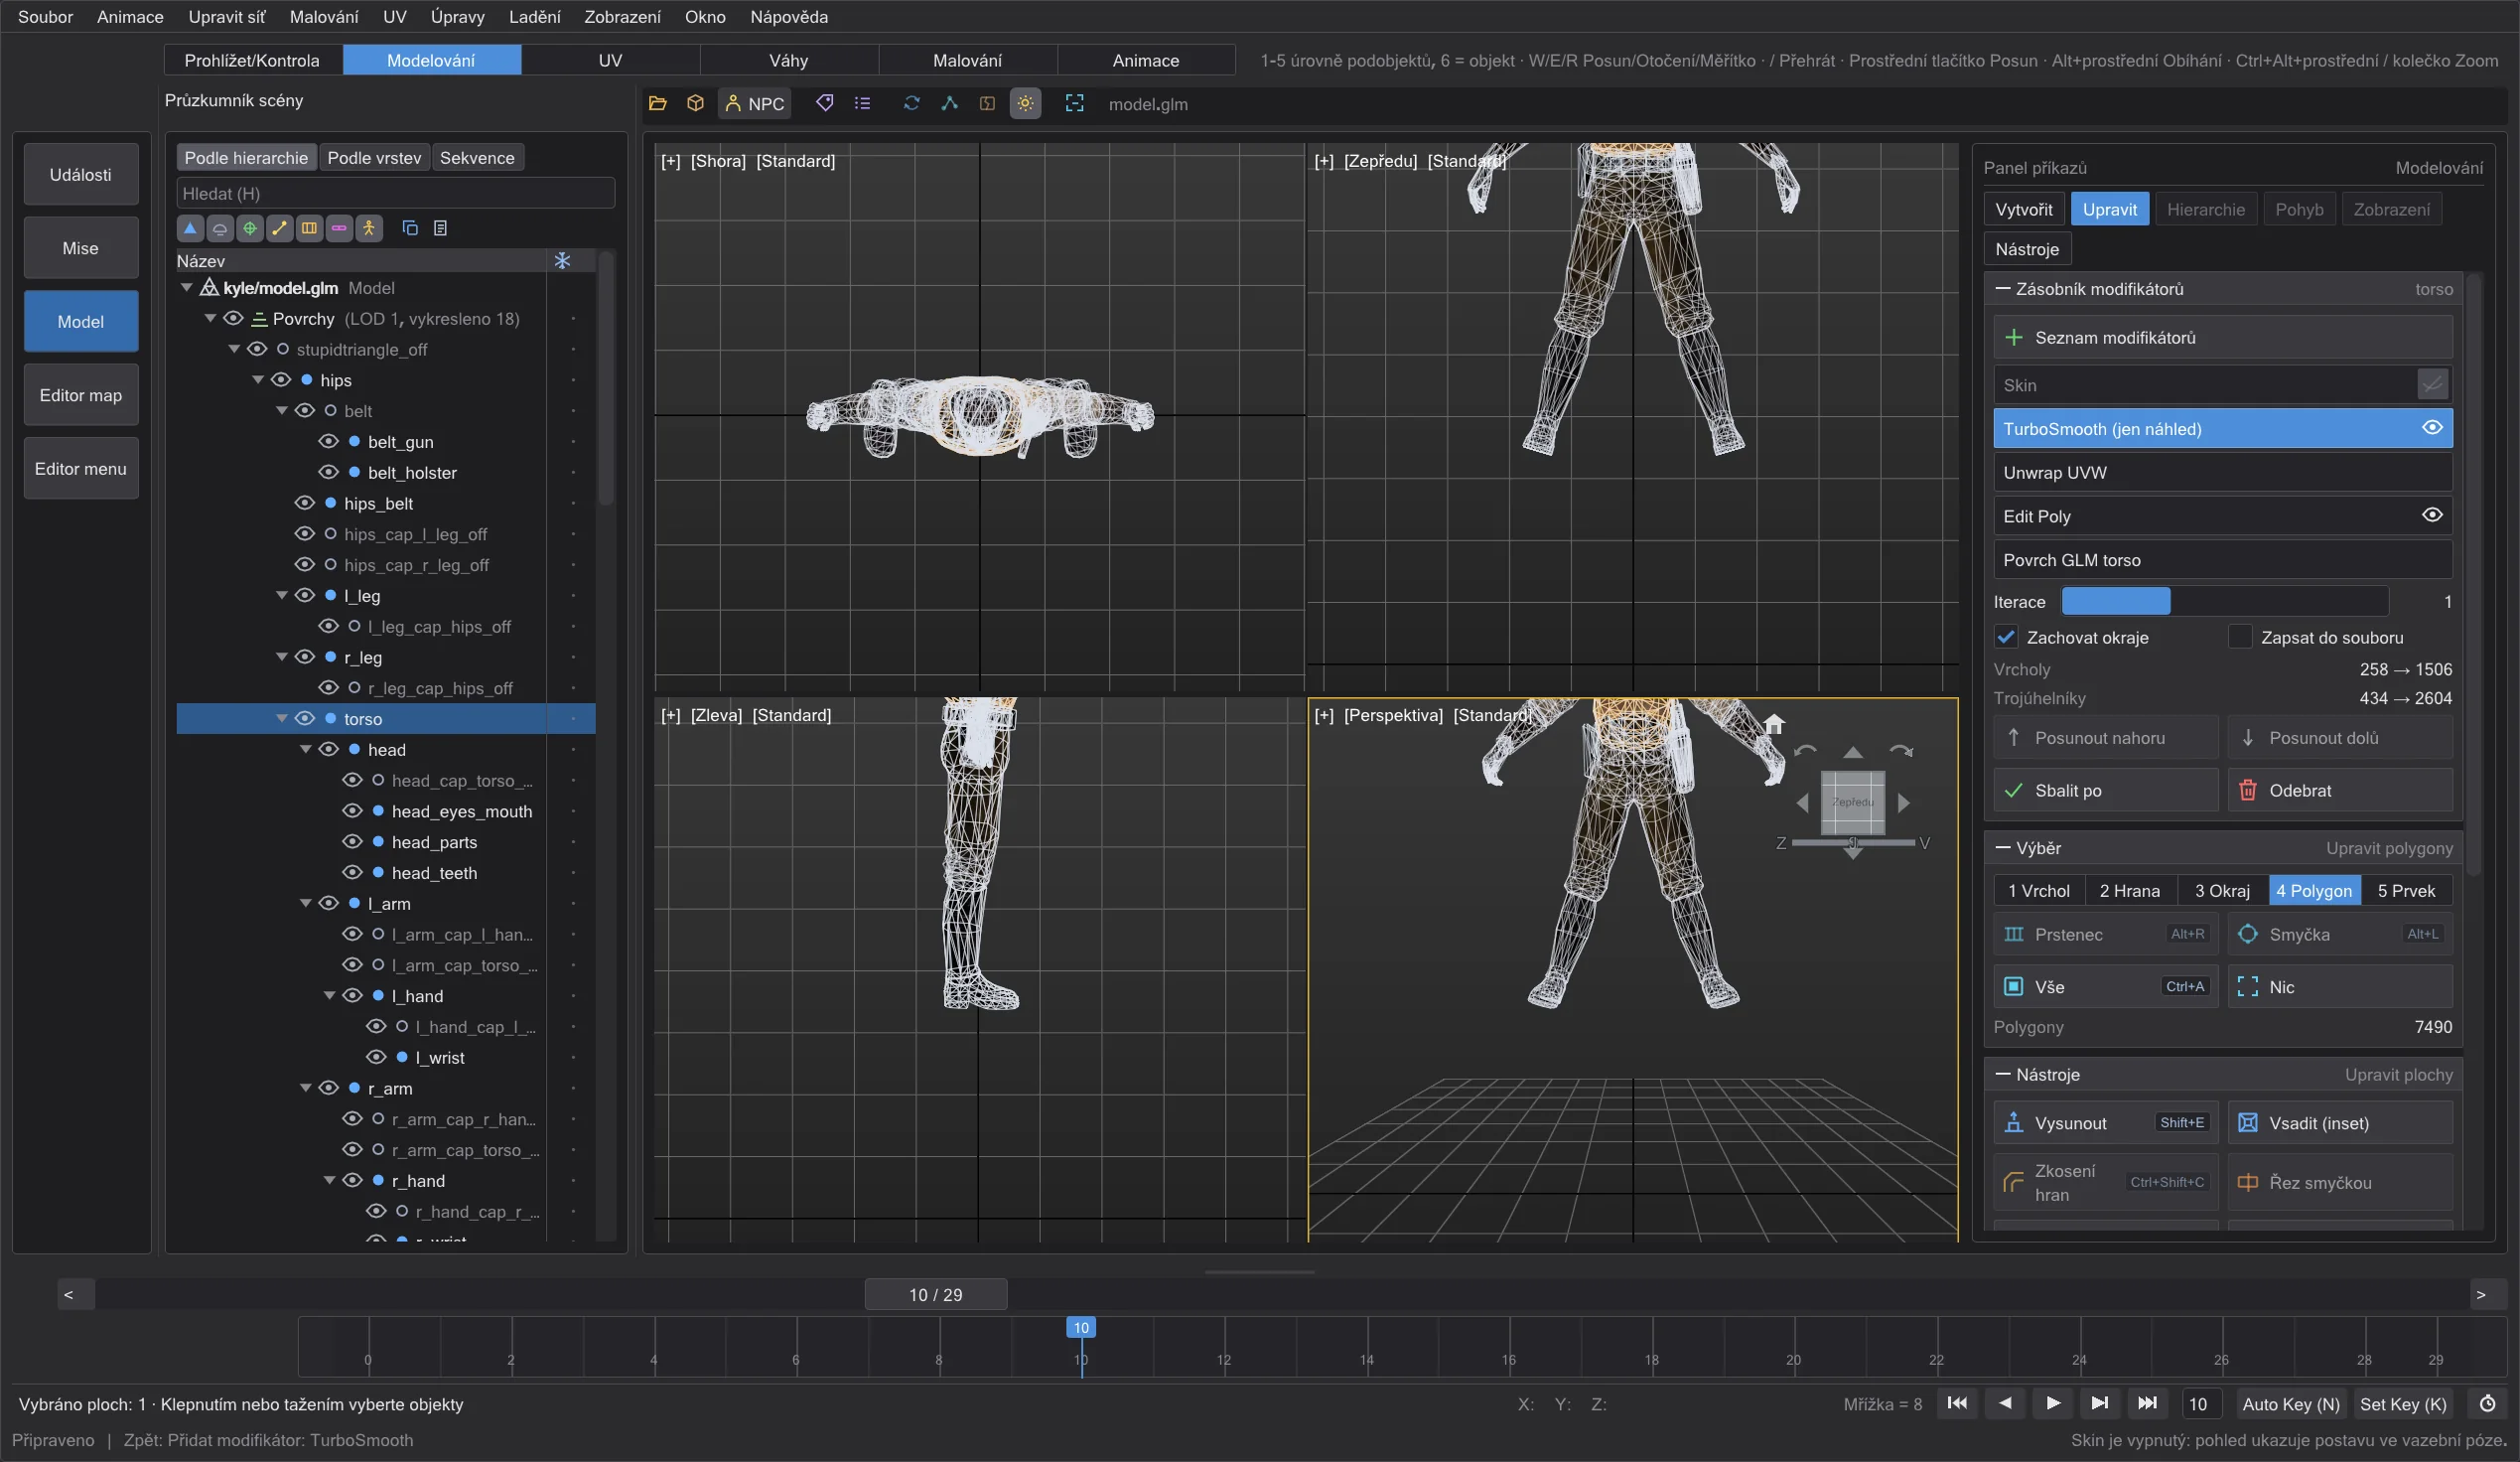 Soubor Animace Upravit síť Malování UV Úpravy Ladění Zobrazení Okno Nápověda
Prohlížet/Kontrola Modelování UV Váhy Malování Animace 1-5 úrovně podobjektů, 6 = objekt · W/E/R Posun/Otočení/Měřítko · / Přehrát · Prostřední tlačítko Posun · Alt+prostřední Obíhání · Ctrl+Alt+prostřední / kolečko Zoom
Průzkumník scény
NPC model.glm
Události
Mise
Model
Editor map
Editor menu
Podle hierarchie Podle vrstev Sekvence
Hledat (H)
Název
kyle/model.glm Model
Povrchy (LOD 1, vykresleno 18)
stupidtriangle_off
hips
belt
belt_gun
belt_holster
hips_belt
hips_cap_l_leg_off
hips_cap_r_leg_off
l_leg
l_leg_cap_hips_off
r_leg
r_leg_cap_hips_off
torso
head
head_cap_torso_...
head_eyes_mouth
head_parts
head_teeth
l_arm
l_arm_cap_l_han...
l_arm_cap_torso_...
l_hand
l_hand_cap_l_...
l_wrist
r_arm
r_arm_cap_r_han...
r_arm_cap_torso_...
r_hand
r_hand_cap_r_...
r_wrist
[+] [Shora] [Standard]
[+] [Zepředu] [Standard]
[+] [Zleva] [Standard]
[+] [Perspektiva] [Standard]
Zepředu
Z J V
Panel příkazů Modelování
Vytvořit Upravit Hierarchie Pohyb Zobrazení
Nástroje
Zásobník modifikátorů torso
Seznam modifikátorů
Skin
TurboSmooth (jen náhled)
Unwrap UVW
Edit Poly
Povrch GLM torso
Iterace 1
Zachovat okraje Zapsat do souboru
Vrcholy 258 → 1506
Trojúhelníky 434 → 2604
Posunout nahoru Posunout dolů
Sbalit po Odebrat
Výběr Upravit polygony
1 Vrchol 2 Hrana 3 Okraj 4 Polygon 5 Prvek
Prstenec Alt+R Smyčka Alt+L
Vše Ctrl+A Nic
Polygony 7490
Nástroje Upravit plochy
Vysunout Shift+E Vsadit (inset)
Zkosení hran Ctrl+Shift+C Řez smyčkou
< 10 / 29 >
10
0 2 4 6 8 10 12 14 16 18 20 22 24 26 28 29
Vybráno ploch: 1 · Klepnutím nebo tažením vyberte objekty X: Y: Z: Mřížka = 8 10 Auto Key (N) Set Key (K)
Připraveno | Zpět: Přidat modifikátor: TurboSmooth Skin je vypnutý: pohled ukazuje postavu ve vazební póze.